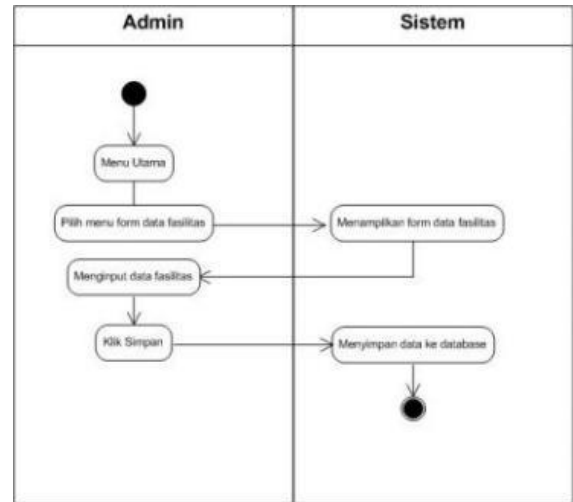 Admin
Sistem
Menu Utama
Pilih menu form data fasilitas
Menampilkan form data fasilitas
Menginput data fasilitas
Klik Simpan
Menyimpan data ke database